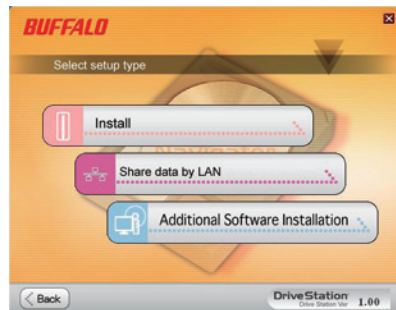 BUFFALO
Select setup type
Install
Share data by LAN
Additional Software Installation
Back
DriveStation
Drive Station Ver 1.00